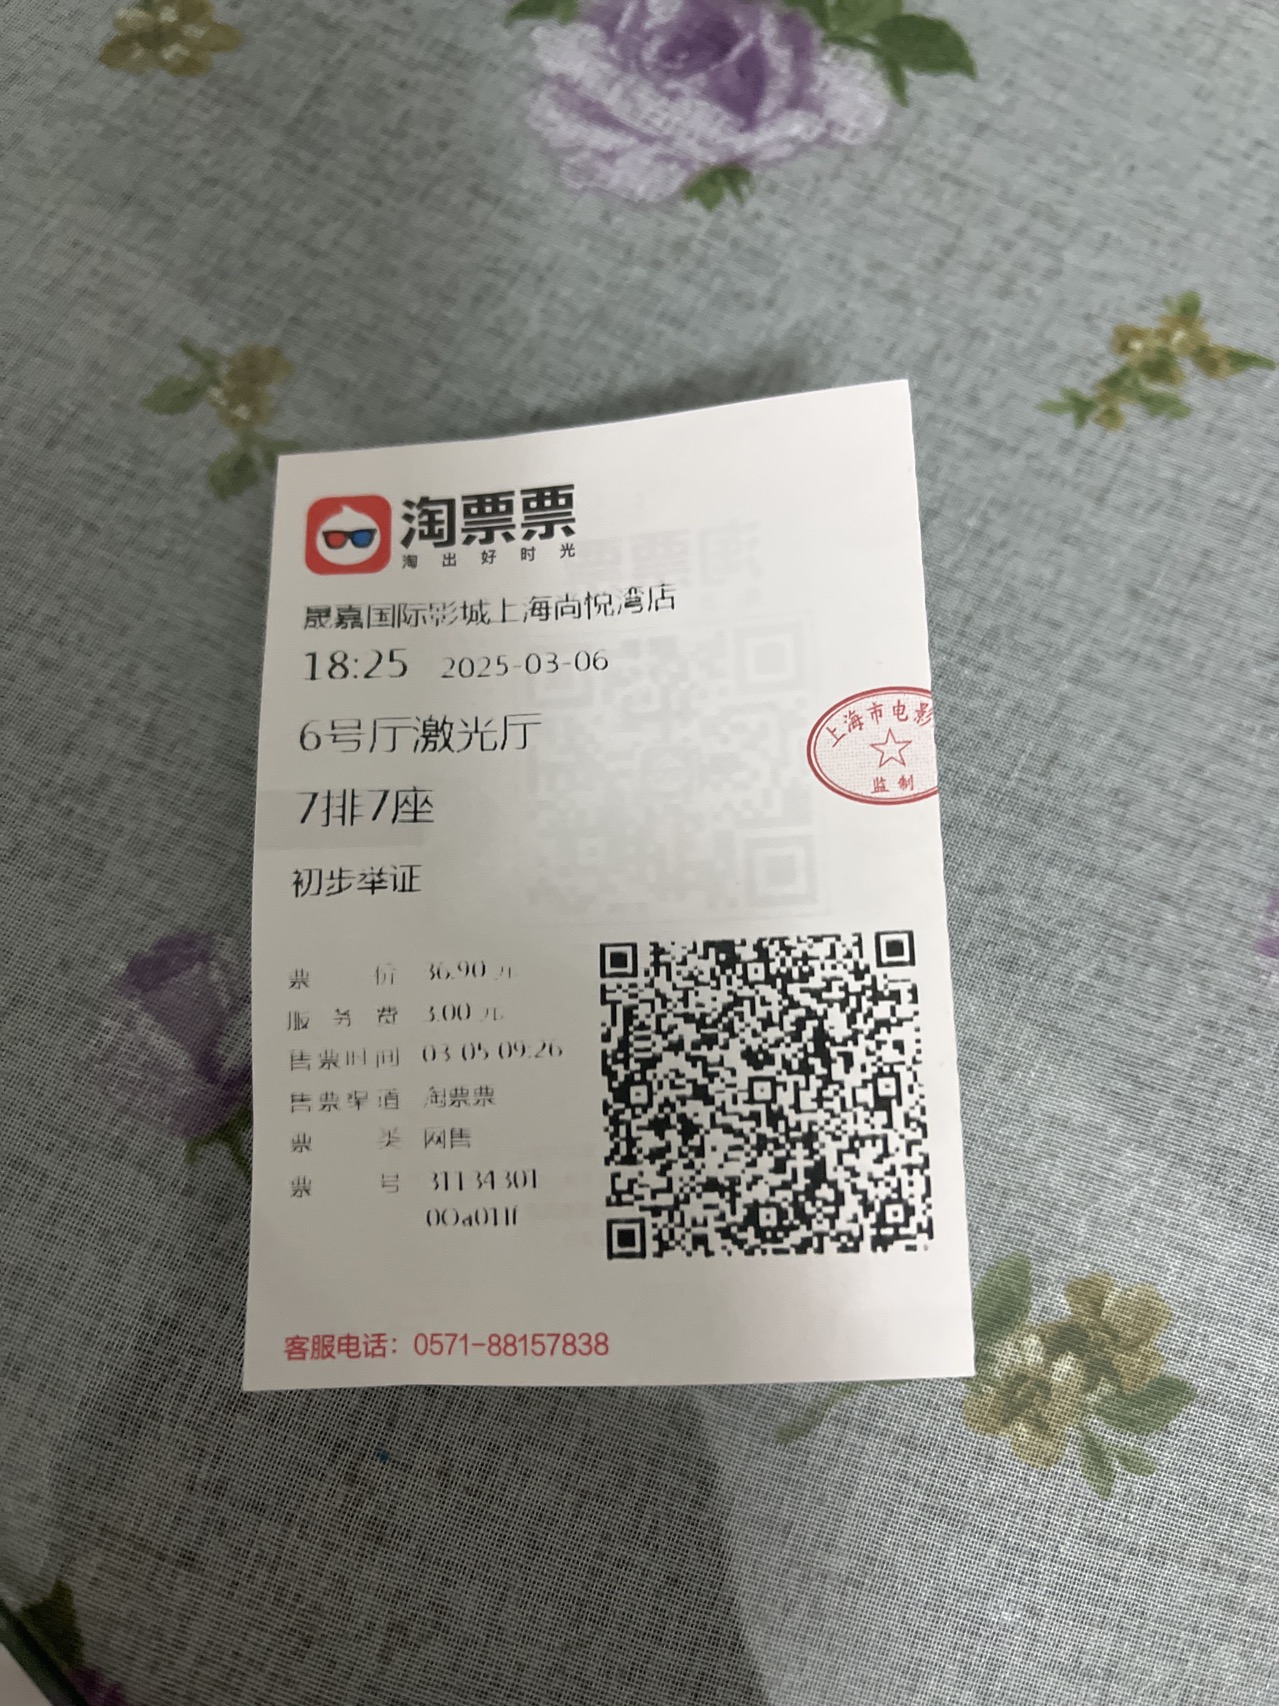 淘票票
淘出好时光
晟嘉国际影城上海尚悦湾店
18:25 2025-03-06
6号厅激光厅
上海市电影
监制
7排7座
初步举证
票价 36.90 元
服务费 3.00 元
售票时间 03-05 09:26
售票渠道 淘票票
票类 网售
票号 31134301
客服电话：0571-88157838